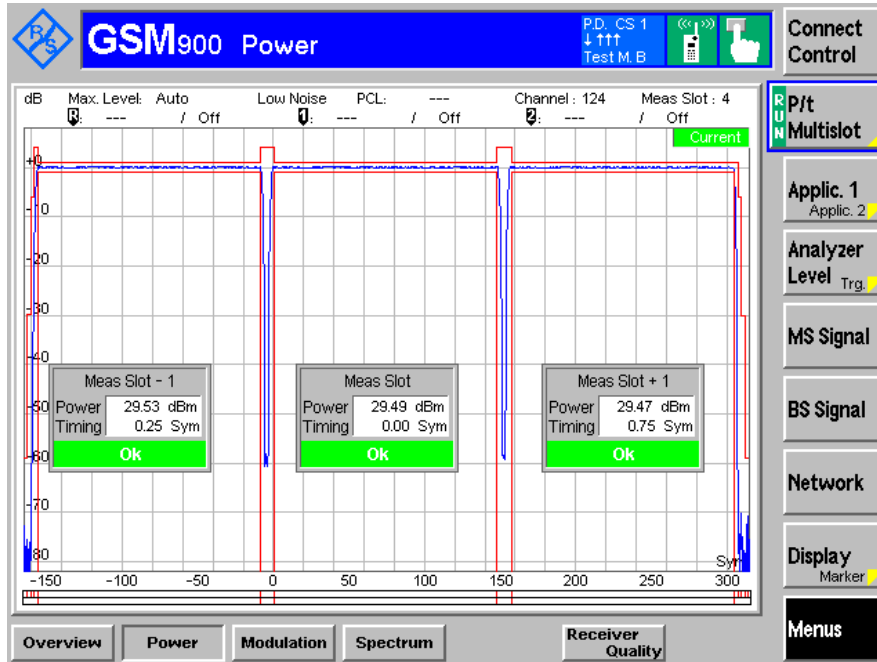 R/S
GSM900 Power
P.D. CS 1
↓ ↑↑↑
Test M. B
Connect Control
dB Max. Level: Auto Low Noise PCL: --- Channel : 124 Meas Slot : 4
R: --- / Off 1: --- / Off 2: --- / Off
Current
RUN
P/t Multislot
Applic. 1
Applic. 2
Analyzer Level Trg.
MS Signal
BS Signal
Network
Display
Marker
Menus
+0
-10
-20
-30
-40
-50
-60
-70
-80
Meas Slot - 1
Power 29.53 dBm
Timing 0.25 Sym
Ok
Meas Slot
Power 29.49 dBm
Timing 0.00 Sym
Ok
Meas Slot + 1
Power 29.47 dBm
Timing 0.75 Sym
Ok
Sym
-150 -100 -50 0 50 100 150 200 250 300
Overview Power Modulation Spectrum Receiver Quality